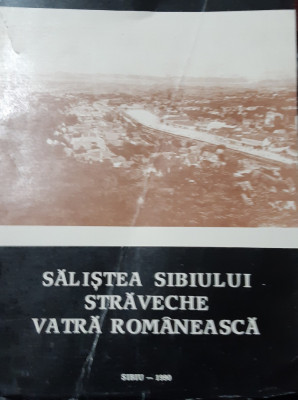 SĂLIȘTEA SIBIULUI
STRĂVECHE
VATRĂ ROMÂNEASCĂ
SIBIU – 1990